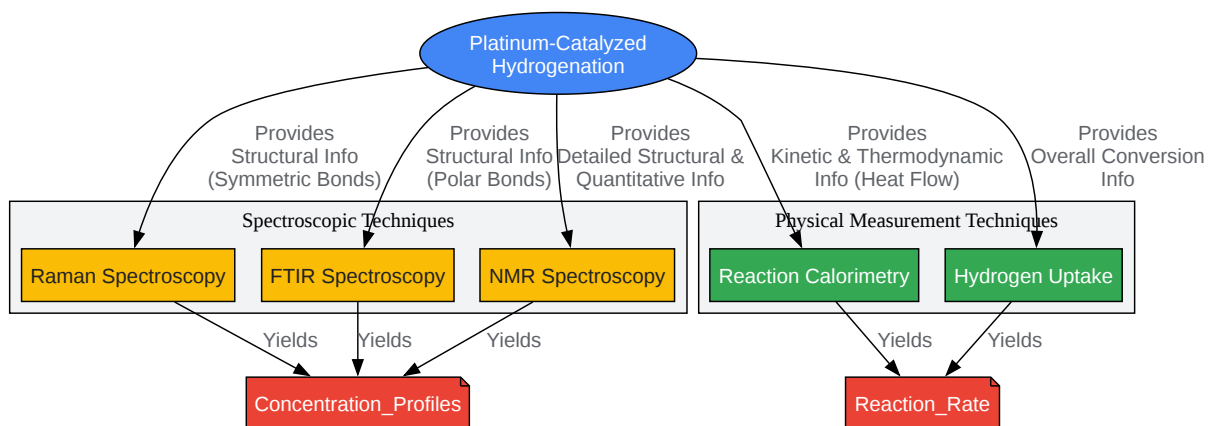 Platinum-Catalyzed
Hydrogenation
Provides
Structural Info
(Symmetric Bonds)
Provides
Structural Info
(Polar Bonds)
Provides
Detailed Structural &
Quantitative Info
Provides
Kinetic & Thermodynamic
Info (Heat Flow)
Provides
Overall Conversion
Info
Spectroscopic Techniques
Physical Measurement Techniques
Raman Spectroscopy
FTIR Spectroscopy
NMR Spectroscopy
Reaction Calorimetry
Hydrogen Uptake
Yields
Yields
Yields
Yields
Yields
Concentration_Profiles
Reaction_Rate